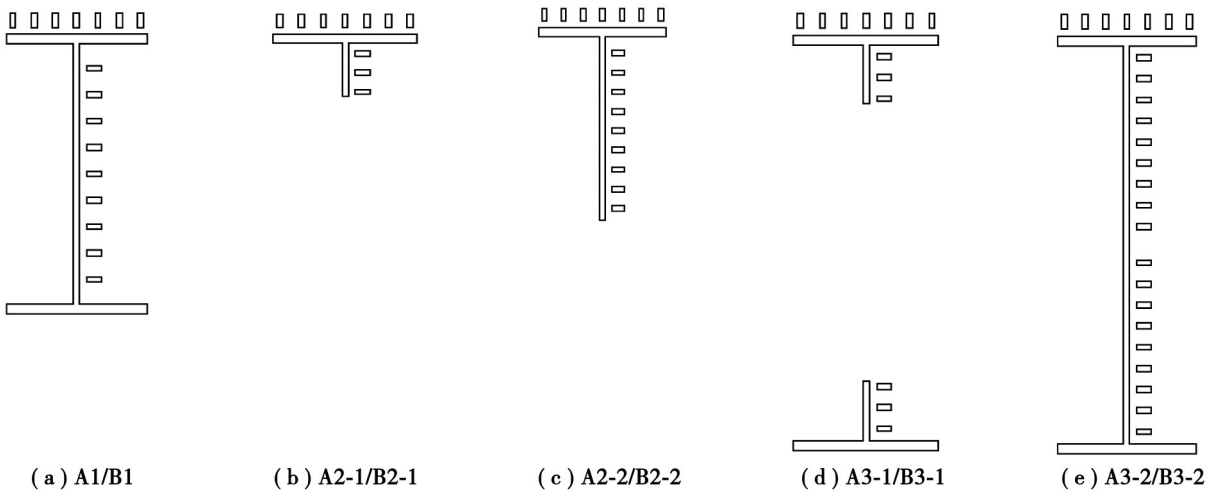 ( a ) A1/B1
( b ) A2-1/B2-1
( c ) A2-2/B2-2
( d ) A3-1/B3-1
( e ) A3-2/B3-2